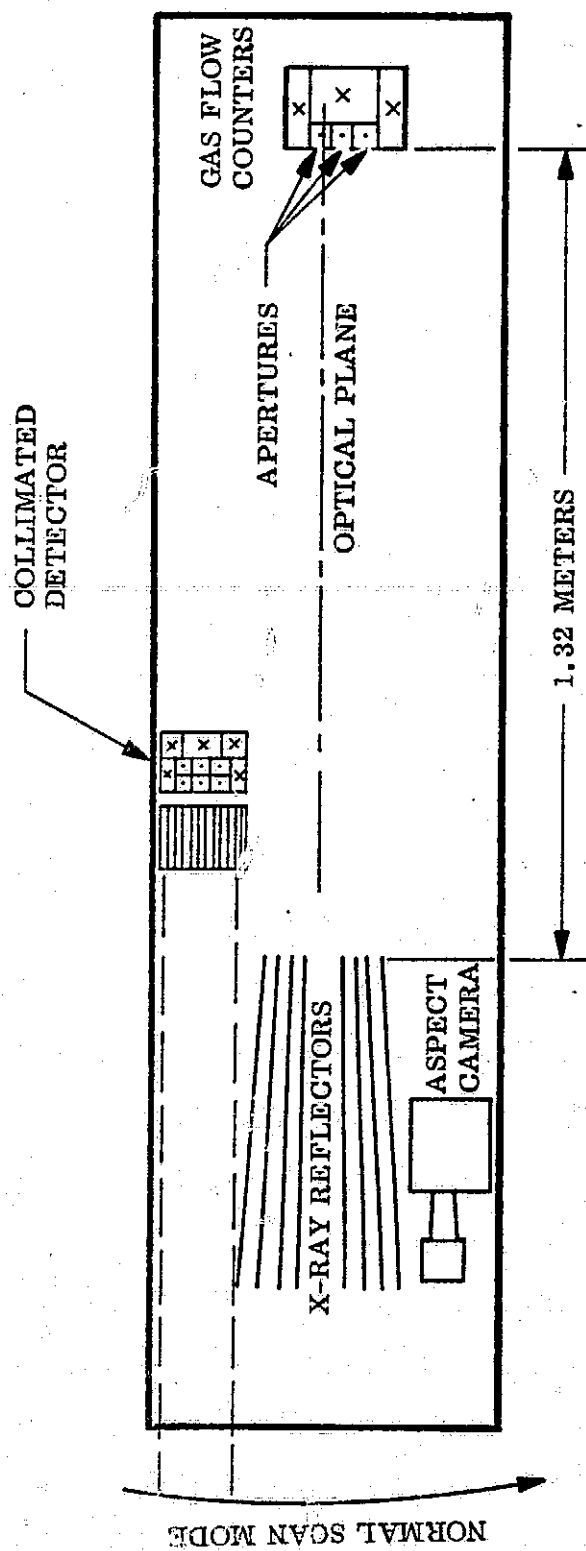 COLLIMATED
DETECTOR
GAS FLOW
COUNTERS
APERTURES
OPTICAL PLANE
X-RAY REFLECTORS
ASPECT
CAMERA
1.32 METERS
NORMAL SCAN MODE